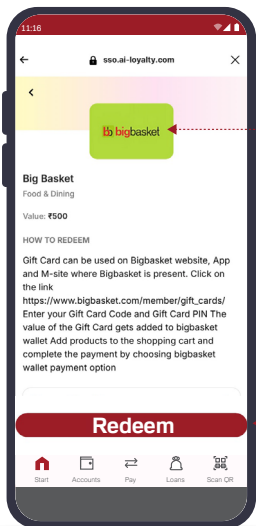 11:16
sso.ai-loyalty.com
bb bigbasket
Big Basket
Food & Dining
Value: ₹500
HOW TO REDEEM
Gift Card can be used on Bigbasket website, App
and M-site where Bigbasket is present. Click on
the link
https://www.bigbasket.com/member/gift_cards/
Enter your Gift Card Code and Gift Card PIN The
value of the Gift Card gets added to bigbasket
wallet Add products to the shopping cart and
complete the payment by choosing bigbasket
wallet payment option
Redeem
Start Accounts Pay Loans Scan QR